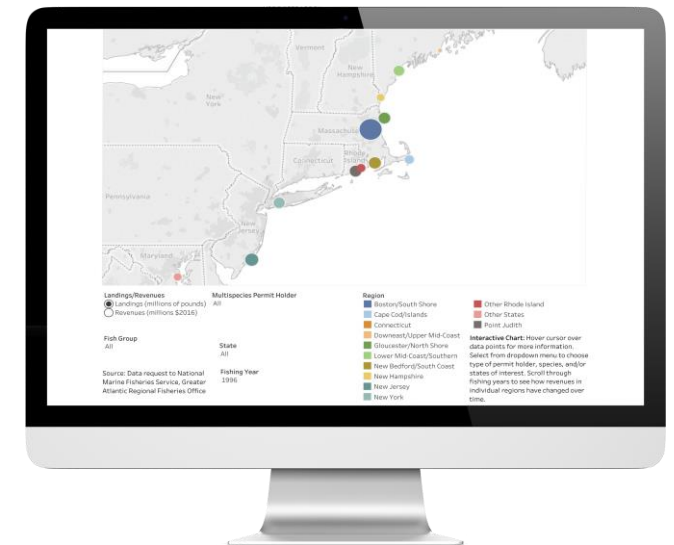 Vermont
New
Hampshire
New
York
Massachu
Connecticut
Rhode
Island
Pennsylvania
New
Jersey
Maryland
Landings/Revenues
Landings (millions of pounds)
Revenues (millions $2016)
Multispecies Permit Holder
All
Fish Group
All
State
All
Source: Data request to National
Marine Fisheries Service, Greater
Atlantic Regional Fisheries Office
Fishing Year
1996
Region
Boston/South Shore
Cape Cod/Islands
Connecticut
Downeast/Upper Mid-Coast
Gloucester/North Shore
Lower Mid-Coast/Southern
New Bedford/South Coast
New Hampshire
New Jersey
New York
Other Rhode Island
Other States
Point Judith
Interactive Chart: Hover cursor over
data points for more information.
Select from dropdown menu to choose
type of permit holder, species, and/or
states of interest. Scroll through
fishing years to see how revenues in
individual regions have changed over
time.